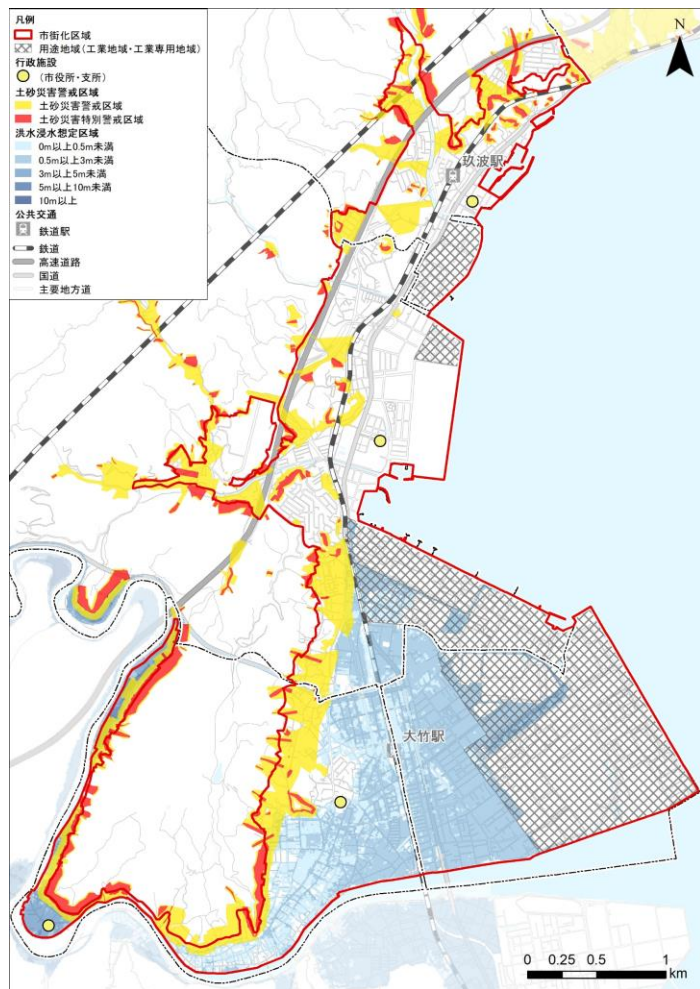 凡例
市街化区域
用途地域(工業地域・工業専用地域)
行政施設
(市役所・支所)
土砂災害警戒区域
土砂災害警戒区域
土砂災害特別警戒区域
洪水浸水想定区域
0m以上0.5m未満
0.5m以上3m未満
3m以上5m未満
5m以上10m未満
10m以上
公共交通
鉄道駅
鉄道
高速道路
国道
主要地方道
N
玖波駅
大竹駅
0 0.25 0.5 1
km